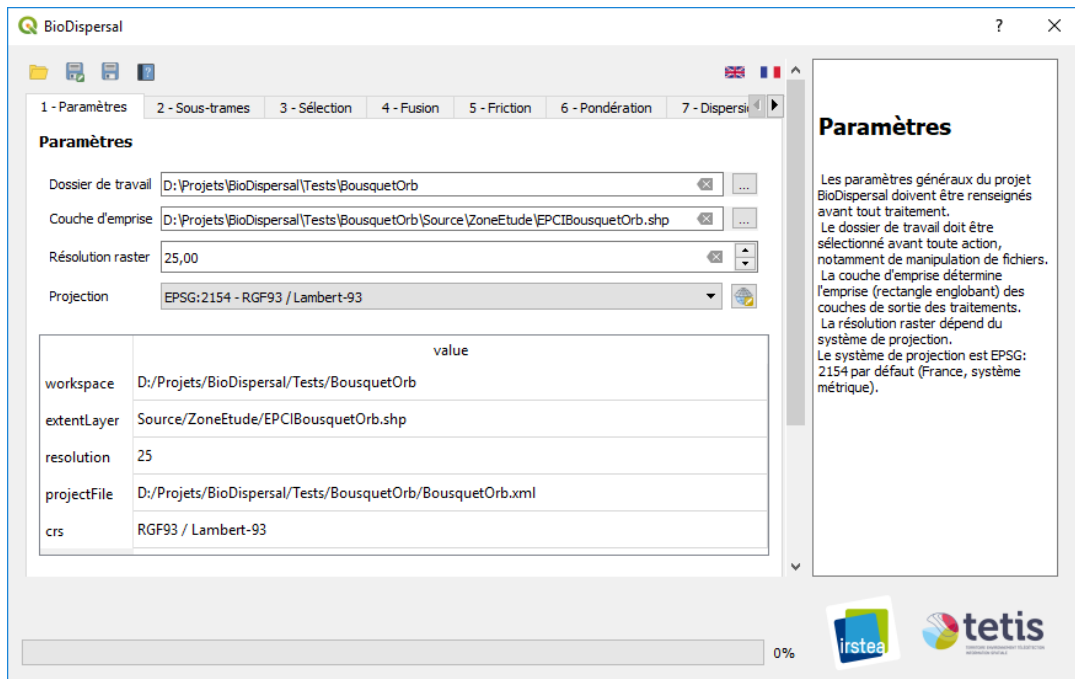 BioDispersal
?
1 - Paramètres
2 - Sous-trames
3 - Sélection
4 - Fusion
5 - Friction
6 - Pondération
7 - Dispersi
Paramètres
Dossier de travail
D:\Projets\BioDispersal\Tests\BousquetOrb
...
Couche d'emprise
D:\Projets\BioDispersal\Tests\BousquetOrb\Source\ZoneEtude\EPCIBousquetOrb.shp
...
Résolution raster
25,00
Projection
EPSG:2154 - RGF93 / Lambert-93
value
workspace
D:/Projets/BioDispersal/Tests/BousquetOrb
extentLayer
Source/ZoneEtude/EPCIBousquetOrb.shp
resolution
25
projectFile
D:/Projets/BioDispersal/Tests/BousquetOrb/BousquetOrb.xml
crs
RGF93 / Lambert-93
Paramètres
Les paramètres généraux du projet
BioDispersal doivent être renseignés
avant tout traitement.
Le dossier de travail doit être
sélectionné avant toute action,
notamment de manipulation de fichiers.
La couche d'emprise détermine
l'emprise (rectangle englobant) des
couches de sortie des traitements.
La résolution raster dépend du
système de projection.
Le système de projection est EPSG:
2154 par défaut (France, système
métrique).
0%
irstea
tetis
TERRITOIRE ENVIRONNEMENT TÉLÉDÉTECTION
INFORMATION SPATIALE